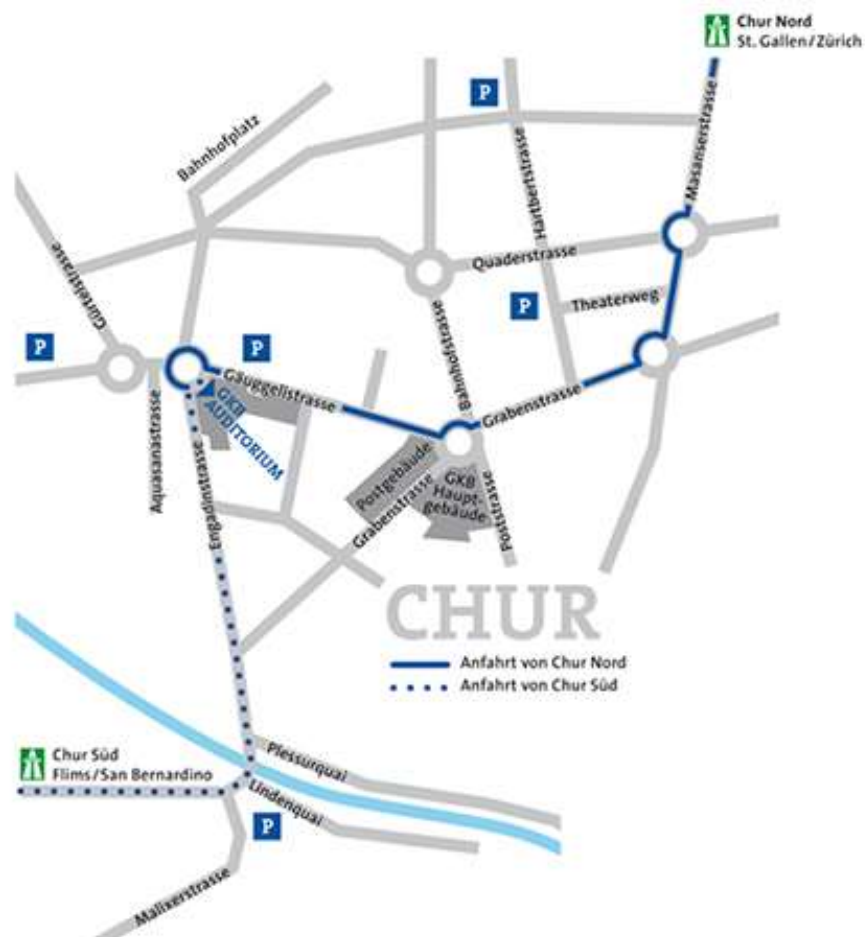 Chur Nord
St. Gallen/Zürich
P
Masanserstrasse
Bahnhofplatz
Hartbertstrasse
Gürtelstrasse
Quaderstrasse
Theaterweg
P
P
P
Bahnhofstrasse
Gäuggelistrasse
Grabenstrasse
GKB
AUDITORIUM
Aquasanastrasse
Engadinstrasse
Postgebäude
Grabenstrasse
GKB
Haupt-
gebäude
Poststrasse
CHUR
Anfahrt von Chur Nord
Anfahrt von Chur Süd
Chur Süd
Flims/San Bernardino
Plessurquai
Lindenquai
P
Malixerstrasse